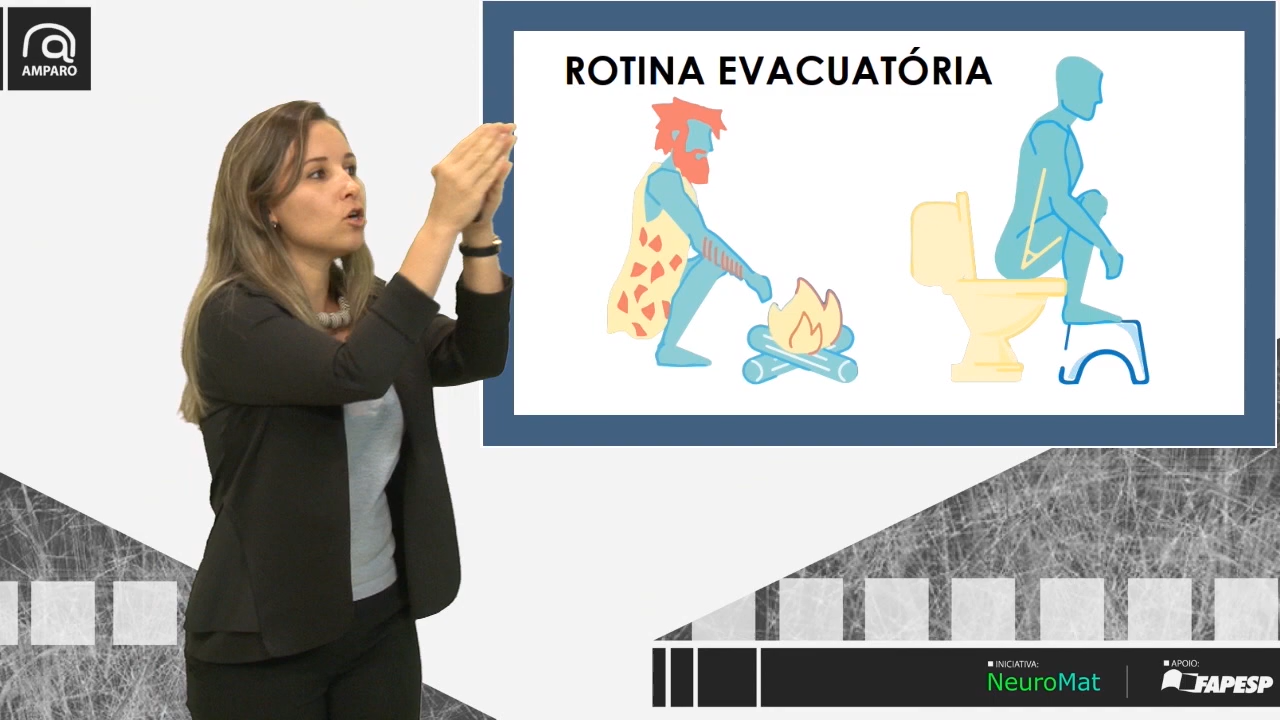 AMPARO
ROTINA EVACUATÓRIA
INICIATIVA:
NeuroMat
APOIO:
FAPESP